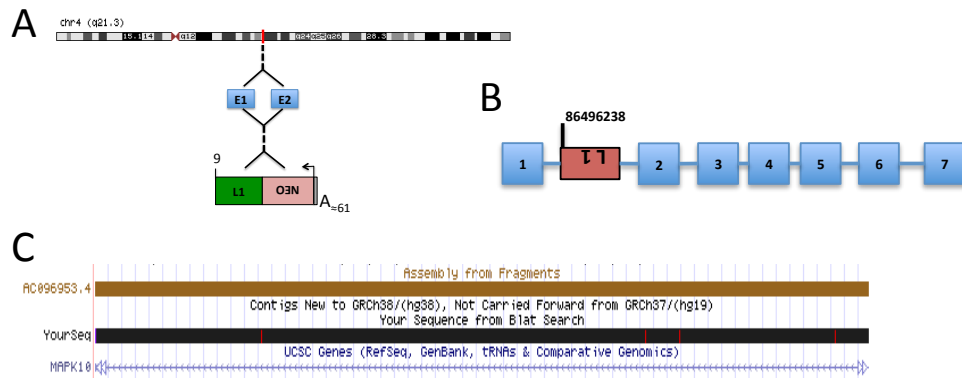 A
chr4 (q21.3)
15.1 14 q12 q24 q25 q26 28.3
E1 E2
9
L1 NEO
A≈61
B
86496238
1 L1 2 3 4 5 6 7
C
Assembly from Fragments
AC096953.4
Contigs New to GRCh38/(hg38), Not Carried Forward from GRCh37/(hg19)
Your Sequence from Blat Search
YourSeq
UCSC Genes (RefSeq, GenBank, tRNAs & Comparative Genomics)
MAPK10